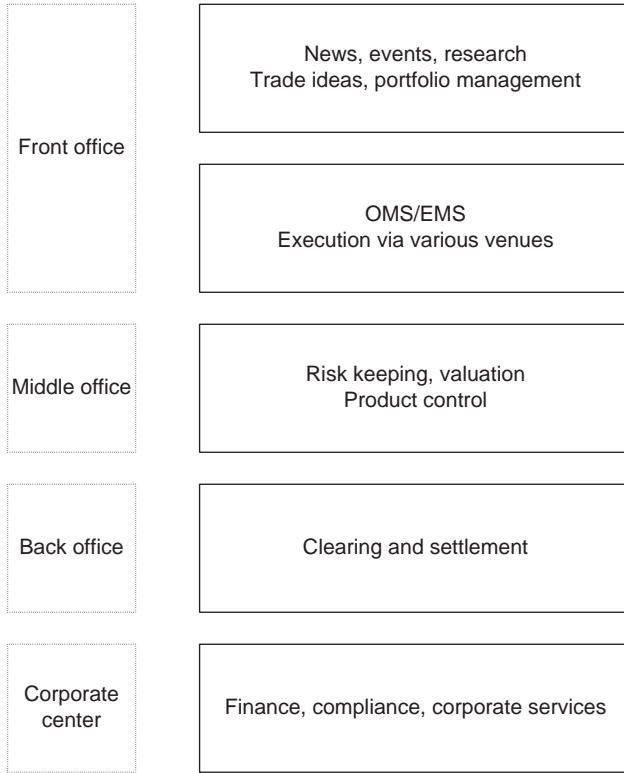 Front office
News, events, research
Trade ideas, portfolio management
OMS/EMS
Execution via various venues
Middle office
Risk keeping, valuation
Product control
Back office
Clearing and settlement
Corporate
center
Finance, compliance, corporate services